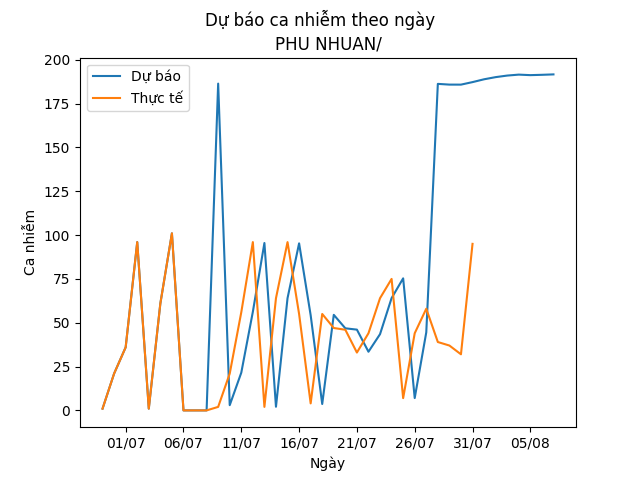 Dự báo ca nhiễm theo ngày
PHU NHUAN/
200
175
150
125
100
75
50
25
0
Ca nhiễm
Dự báo
Thực tế
01/07 06/07 11/07 16/07 21/07 26/07 31/07 05/08
Ngày